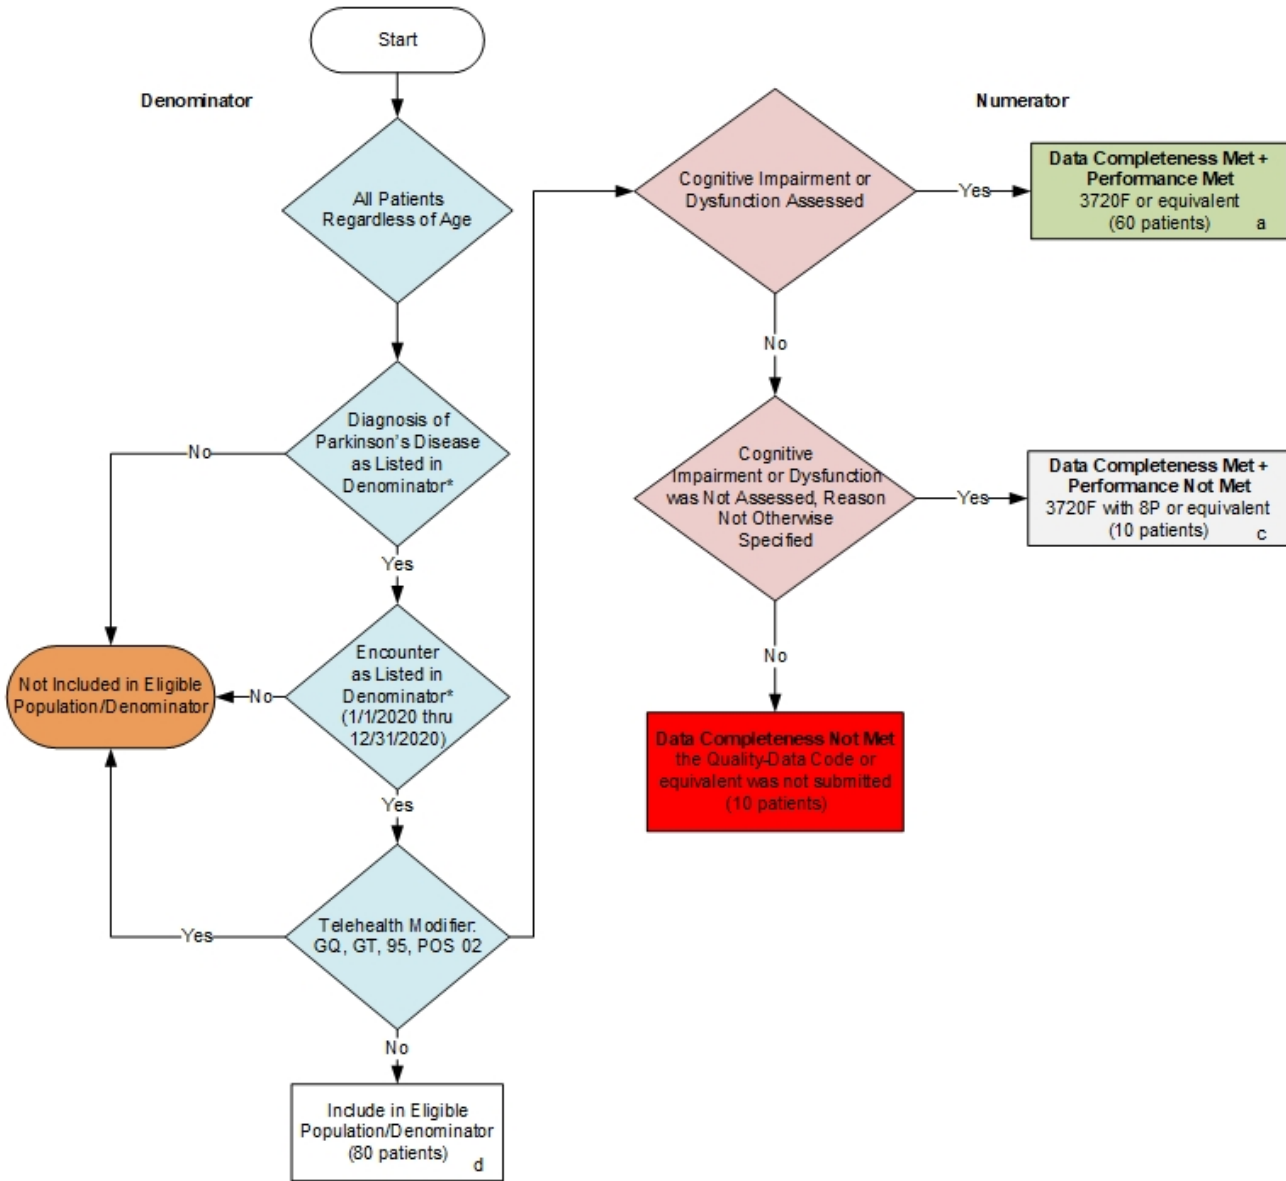 Start
Denominator
All Patients
Regardless of Age
Diagnosis of
Parkinson's Disease
as Listed in
Denominator*
No
Yes
Encounter
as Listed in
Denominator*
(1/1/2020 thru
12/31/2020)
No
Not Included in Eligible
Population/Denominator
Yes
Telehealth Modifier:
GQ, GT, 95, POS 02
Yes
No
Include in Eligible
Population/Denominator
(80 patients)
d
Numerator
Cognitive Impairment or
Dysfunction Assessed
Yes
Data Completeness Met +
Performance Met
3720F or equivalent
(60 patients)
a
No
Cognitive
Impairment or Dysfunction
was Not Assessed, Reason
Not Otherwise
Specified
Yes
Data Completeness Met +
Performance Not Met
3720F with 8P or equivalent
(10 patients)
c
No
Data Completeness Not Met
the Quality-Data Code or
equivalent was not submitted
(10 patients)